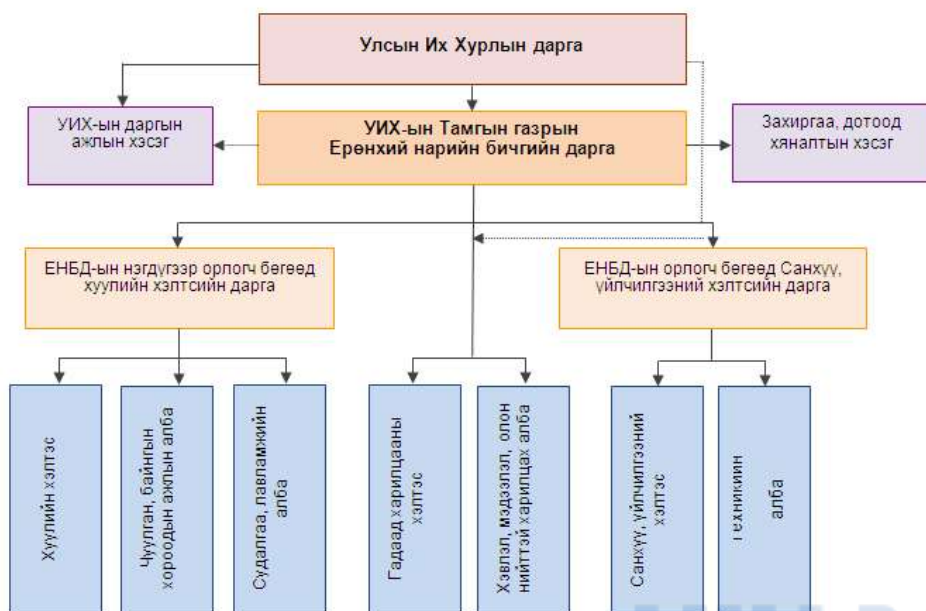 Улсын Их Хурлын дарга
УИХ-ын даргын
ажлын хэсэг
УИХ-ын Тамгын газрын
Ерөнхий нарийн бичгийн дарга
Захиргаа, дотоод
хяналтын хэсэг
ЕНБД-ын нэгдүгээр орлогч бөгөөд
хуулийн хэлтсийн дарга
ЕНБД-ын орлогч бөгөөд Санхүү,
үйлчилгээний хэлтсийн дарга
Хуулийн хэлтэс
Чуулган, байнгын
хороодын ажлын алба
Судалгаа, лавламжийн
алба
Гадаад харилцааны
хэлтэс
Хэвлэл, мэдээлэл, олон
нийттэй харилцах алба
Санхүү, үйлчилгээний
хэлтэс
Техникийн
алба